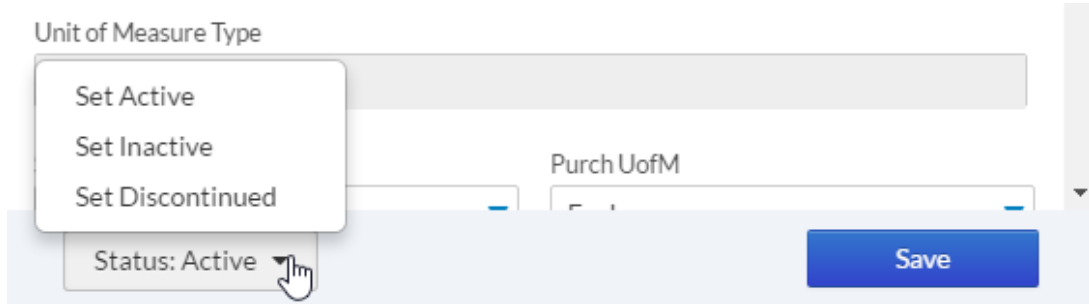 Unit of Measure Type
Set Active
Set Inactive
Set Discontinued
Purch UofM
Status: Active
Save